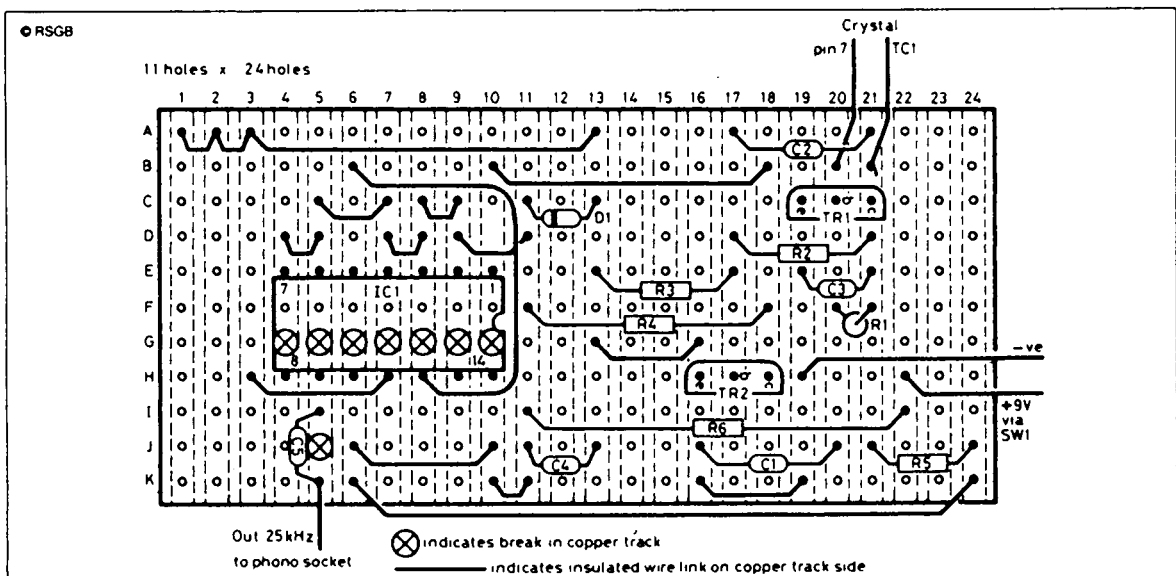 © RSGB
Crystal
pin 7 TC1
11 holes x 24 holes
1 2 3 4 5 6 7 8 9 10 11 12 13 14 15 16 17 18 19 20 21 22 23 24
A
C2
B
C
D1
TR1
b c
D
R2
E
7 IC1 R3 C3
F
R4 R1
G
8 14
-ve
H
TR2
+9V
via
SW1
I
R6
J
C5 C4 C1 R5
K
Out 25kHz
to phono socket
indicates break in copper track
indicates insulated wire link on copper track side